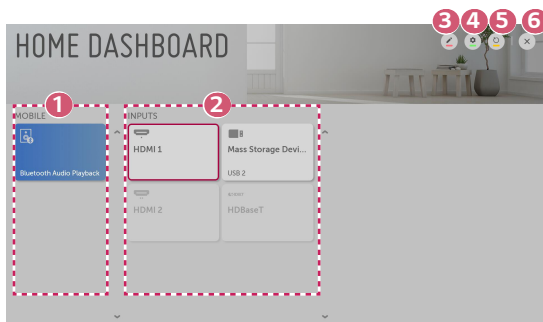 3 4 5 6
HOME DASHBOARD
1 2
MOBILE INPUTS
HDMI 1 Mass Storage Devi...
Bluetooth Audio Playback USB 2
HDMI 2 HDBaseT